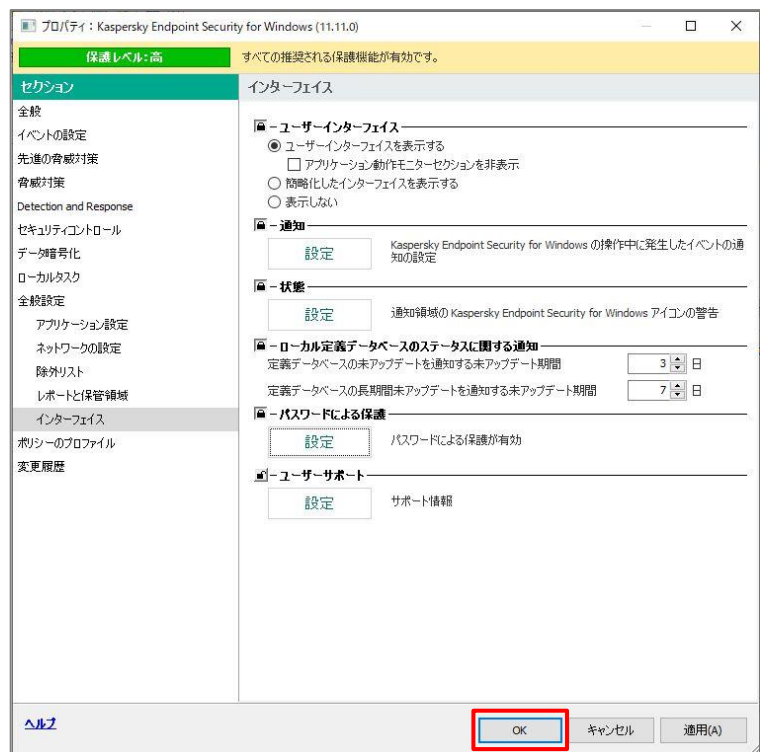 プロパティ：Kaspersky Endpoint Security for Windows (11.11.0)
保護レベル：高
すべての推奨される保護機能が有効です。
セクション
インターフェイス
全般
イベントの設定
先進の脅威対策
脅威対策
Detection and Response
セキュリティコントロール
データ暗号化
ローカルタスク
全般設定
アプリケーション設定
ネットワークの設定
除外リスト
レポートと保管領域
インターフェイス
ポリシーのプロファイル
変更履歴
ユーザーインターフェイス
ユーザーインターフェイスを表示する
アプリケーション動作モニターセクションを非表示
簡略化したインターフェイスを表示する
表示しない
通知
設定
Kaspersky Endpoint Security for Windows の操作中に発生したイベントの通
知の設定
状態
設定
通知領域の Kaspersky Endpoint Security for Windows アイコンの警告
ローカル定義データベースのステータスに関する通知
定義データベースの未アップデートを通知する未アップデート期間 3 日
定義データベースの長期間未アップデートを通知する未アップデート期間 7 日
パスワードによる保護
設定
パスワードによる保護が有効
ユーザーサポート
設定
サポート情報
ヘルプ
OK
キャンセル
適用(A)